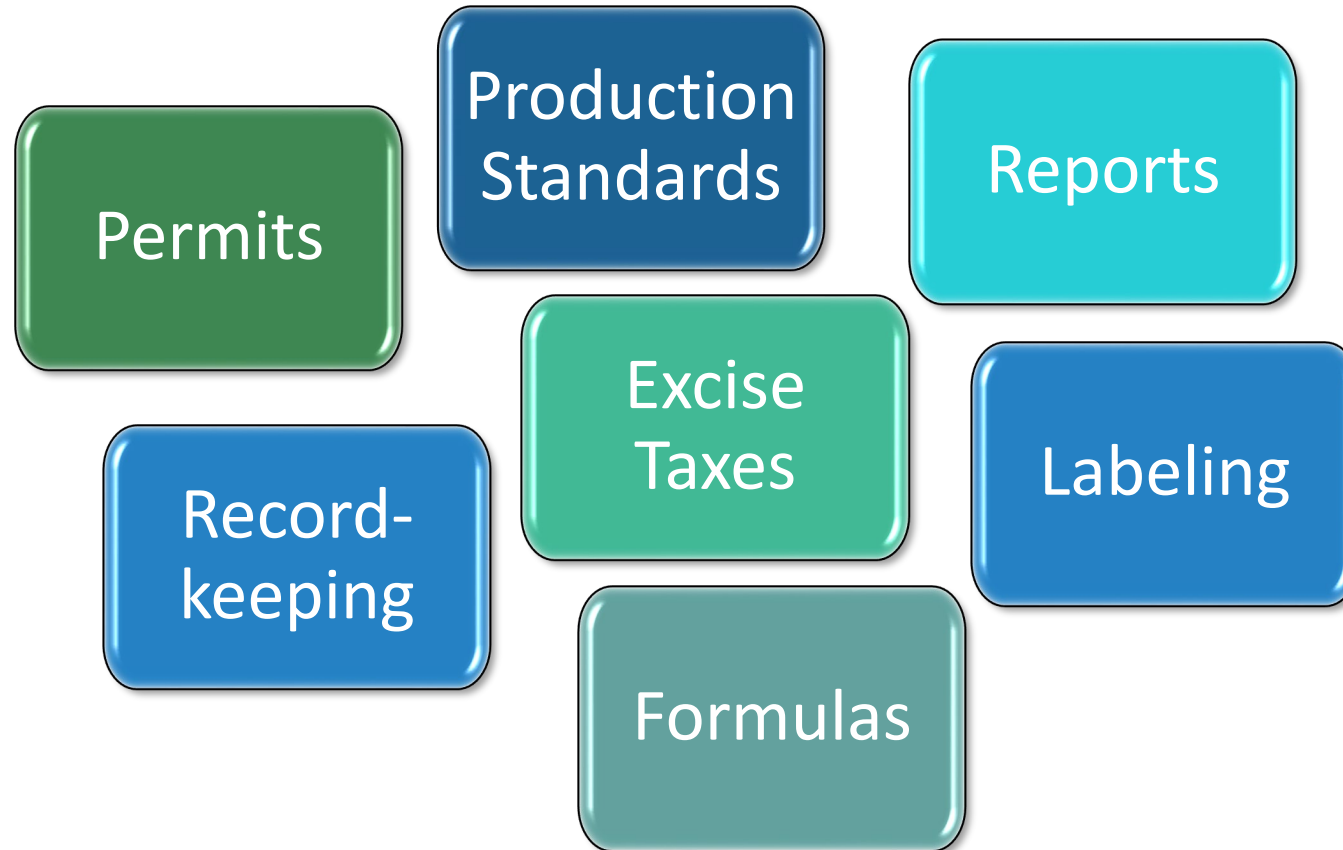 Production
Standards
Reports
Permits
Excise
Taxes
Labeling
Record-
keeping
Formulas